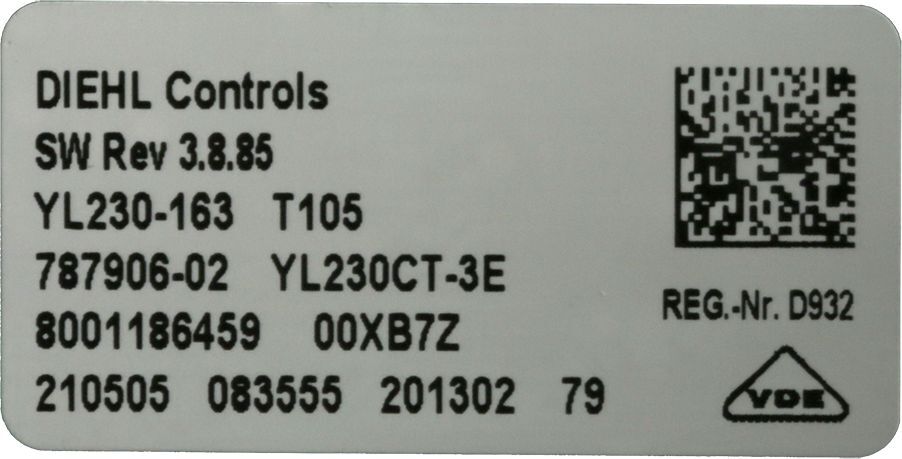 DIEHL Controls
SW Rev 3.8.85
YL230-163 T105
787906-02 YL230CT-3E
8001186459 00XB7Z
210505 083555 201302 79
REG.-Nr. D932
VDE